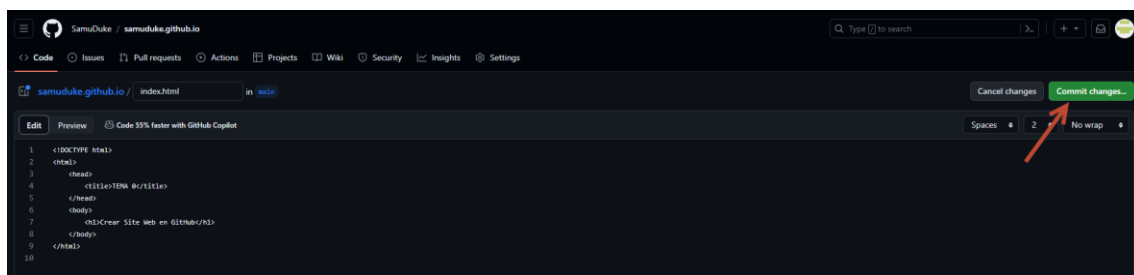 SamuDuke / samuduke.github.io
Type / to search
<> Code Issues Pull requests Actions Projects Wiki Security Insights Settings
samuduke.github.io / index.html in main
Cancel changes Commit changes...
Edit Preview Code 55% faster with GitHub Copilot
Spaces 2 No wrap
1 <!DOCTYPE html>
2 <html>
3 <head>
4 <title>TEMA 0</title>
5 </head>
6 <body>
7 <h1>Crear Site Web en GitHub</h1>
8 </body>
9 </html>
10